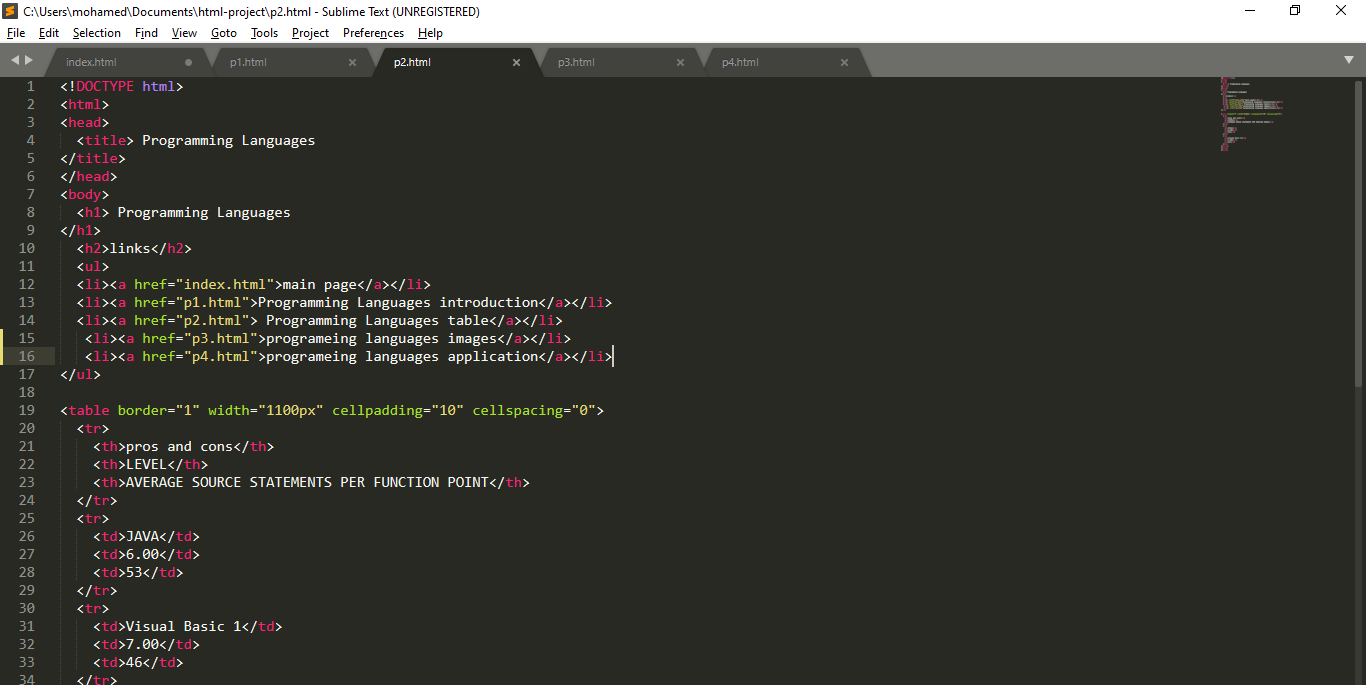 C:\Users\mohamed\Documents\html-project\p2.html - Sublime Text (UNREGISTERED)
File Edit Selection Find View Goto Tools Project Preferences Help
index.html p1.html p2.html p3.html p4.html
1 <!DOCTYPE html>
2 <html>
3 <head>
4 <title> Programming Languages
5 </title>
6 </head>
7 <body>
8 <h1> Programming Languages
9 </h1>
10 <h2>links</h2>
11 <ul>
12 <li><a href="index.html">main page</a></li>
13 <li><a href="p1.html">Programming Languages introduction</a></li>
14 <li><a href="p2.html"> Programming Languages table</a></li>
15 <li><a href="p3.html">programeing languages images</a></li>
16 <li><a href="p4.html">programeing languages application</a></li>
17 </ul>
18
19 <table border="1" width="1100px" cellpadding="10" cellspacing="0">
20 <tr>
21 <th>pros and cons</th>
22 <th>LEVEL</th>
23 <th>AVERAGE SOURCE STATEMENTS PER FUNCTION POINT</th>
24 </tr>
25 <tr>
26 <td>JAVA</td>
27 <td>6.00</td>
28 <td>53</td>
29 </tr>
30 <tr>
31 <td>Visual Basic 1</td>
32 <td>7.00</td>
33 <td>46</td>
34 </tr>